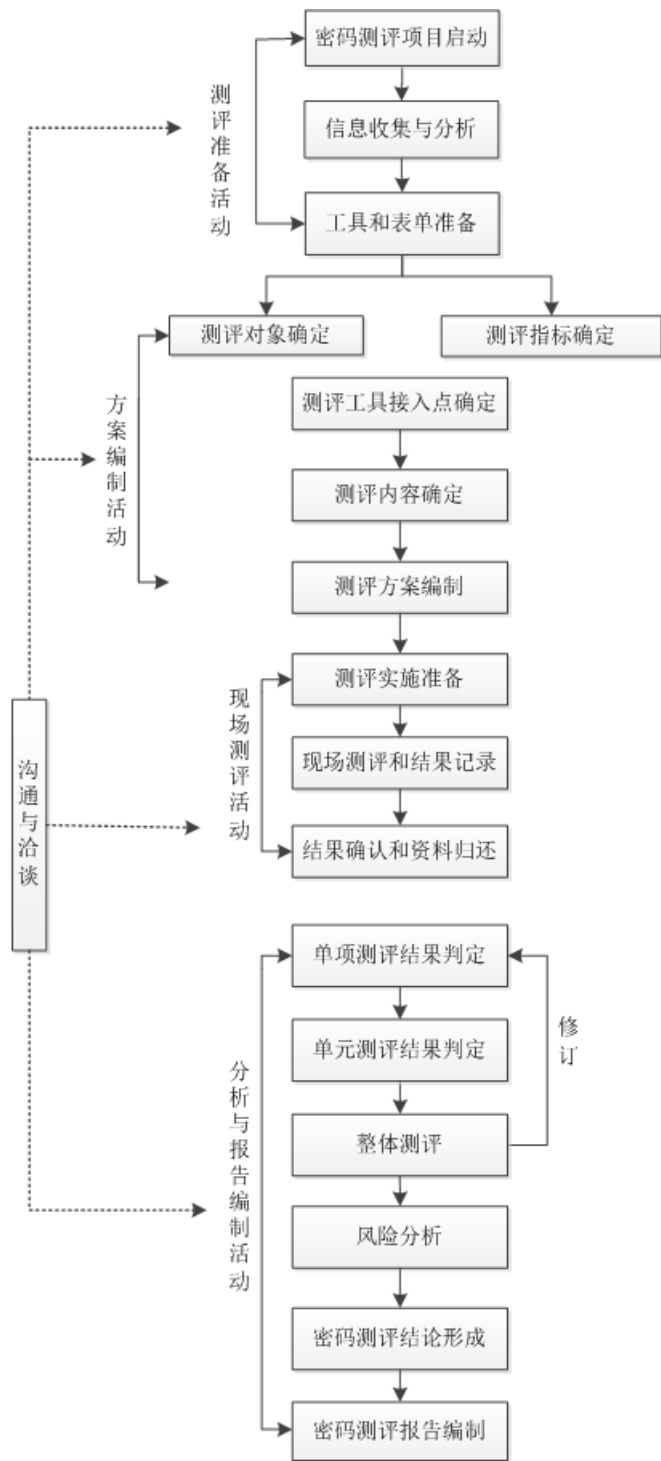 密码测评项目启动
信息收集与分析
工具和表单准备
测评准备活动
测评对象确定
测评指标确定
测评工具接入点确定
测评内容确定
测评方案编制
方案编制活动
测评实施准备
现场测评和结果记录
结果确认和资料归还
现场测评活动
沟通与洽谈
单项测评结果判定
单元测评结果判定
整体测评
修订
风险分析
密码测评结论形成
密码测评报告编制
分析与报告编制活动